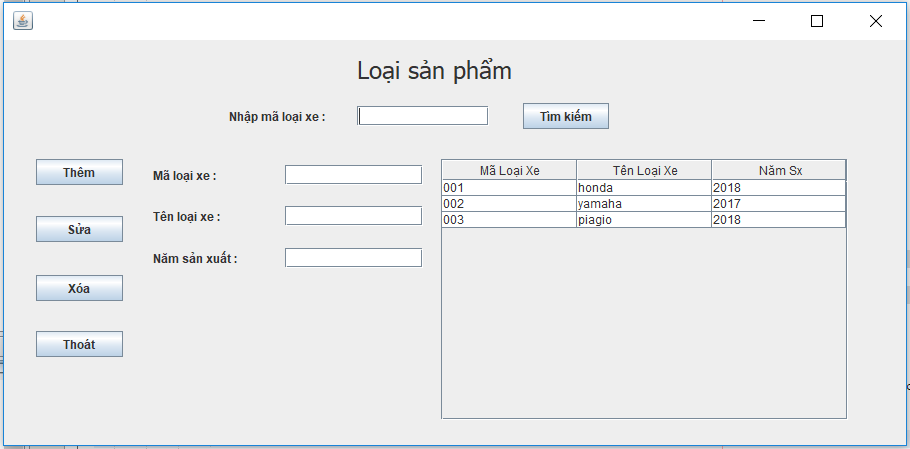 Loại sản phẩm
Nhập mã loại xe :
Tìm kiếm
Thêm
Sửa
Xóa
Thoát
Mã loại xe :
Tên loại xe :
Năm sản xuất :
Mã Loại Xe Tên Loại Xe Năm Sx
001 honda 2018
002 yamaha 2017
003 piagio 2018